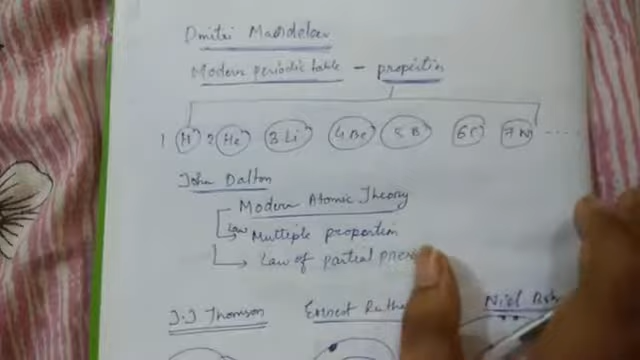 Dmitri Mandeleev
Modern periodic table - properties
1 H 2 He 3 Li 4 Be 5 B 6 C 7 N ....
John Dalton
Modern Atomic Theory
Law Multiple proportion
Law of partial
J.J Thomson Ernest Niel